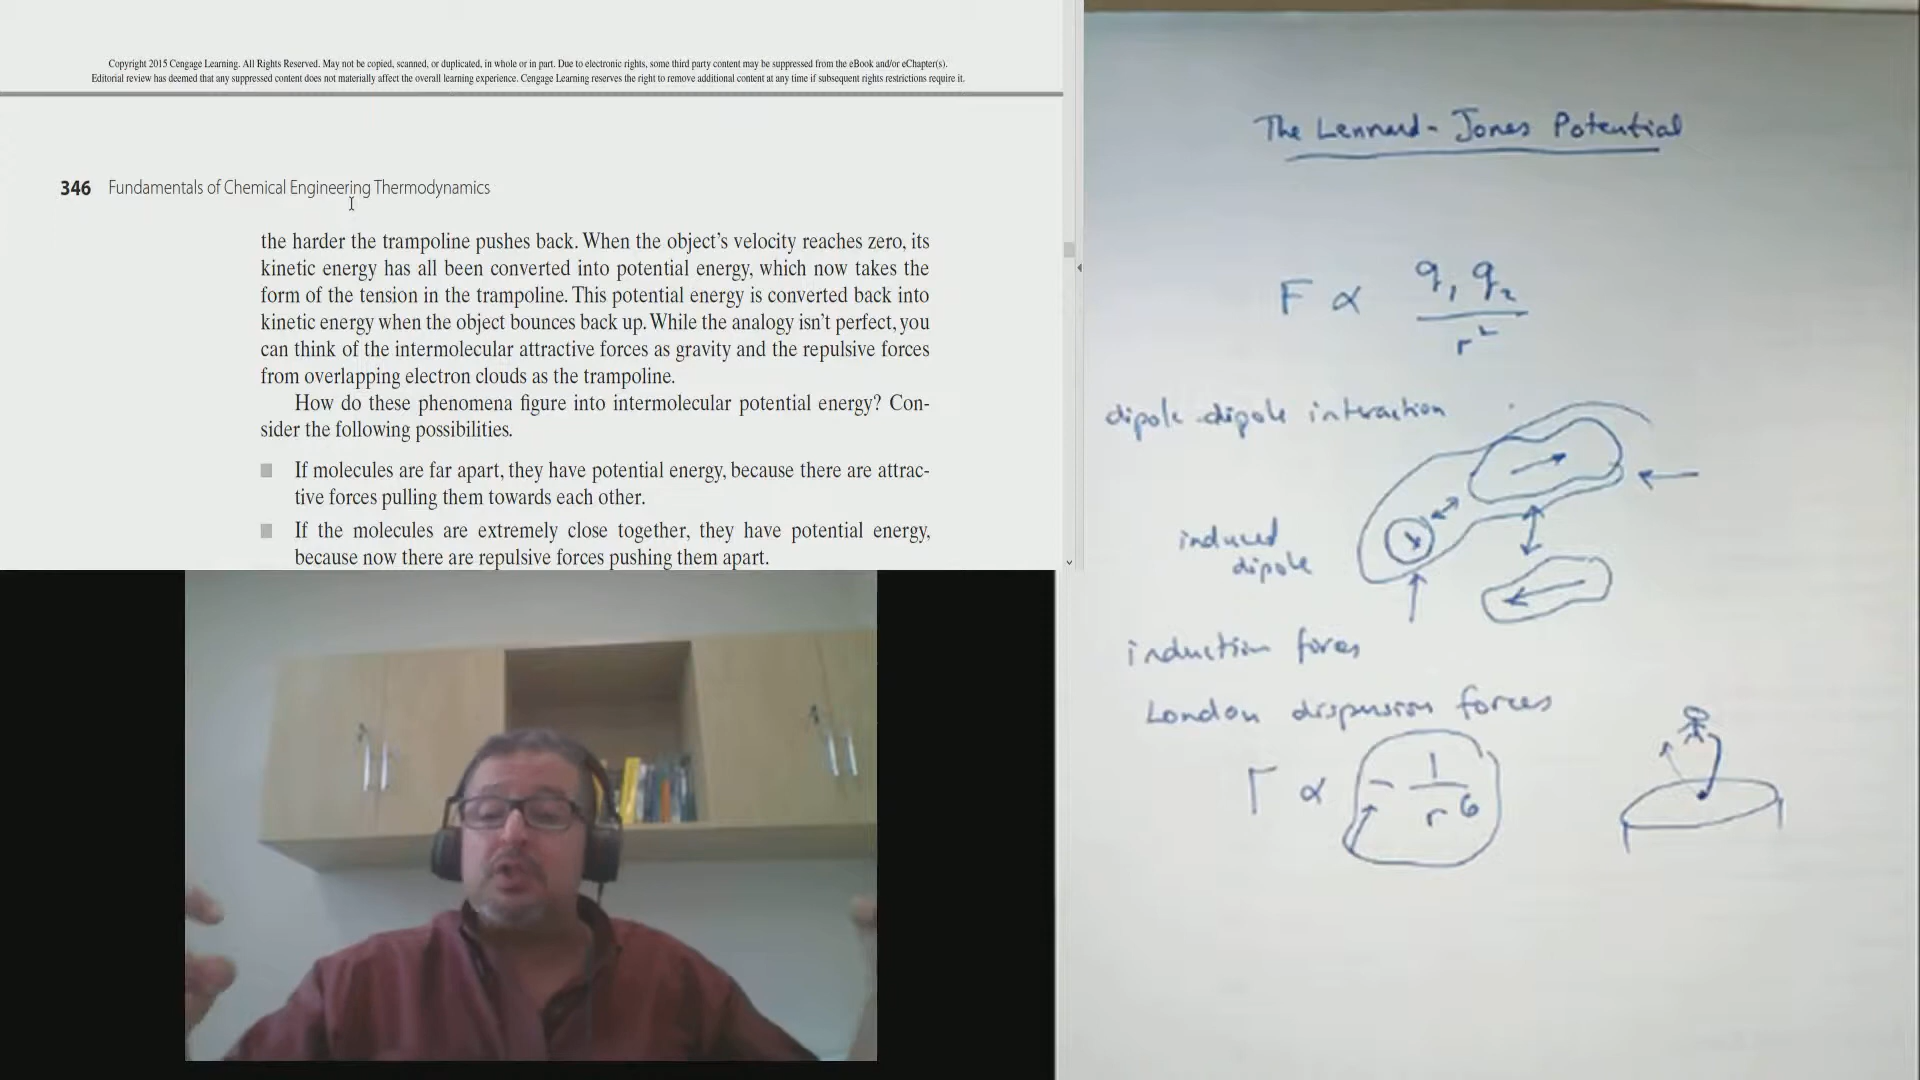 Copyright 2015 Cengage Learning. All Rights Reserved. May not be copied, scanned, or duplicated, in whole or in part. Due to electronic rights, some third party content may be suppressed from the eBook and/or eChapter(s).
Editorial review has deemed that any suppressed content does not materially affect the overall learning experience. Cengage Learning reserves the right to remove additional content at any time if subsequent rights restrictions require it.
346 Fundamentals of Chemical Engineering Thermodynamics
the harder the trampoline pushes back. When the object's velocity reaches zero, its
kinetic energy has all been converted into potential energy, which now takes the
form of the tension in the trampoline. This potential energy is converted back into
kinetic energy when the object bounces back up. While the analogy isn't perfect, you
can think of the intermolecular attractive forces as gravity and the repulsive forces
from overlapping electron clouds as the trampoline.
How do these phenomena figure into intermolecular potential energy? Con-
sider the following possibilities.
■ If molecules are far apart, they have potential energy, because there are attrac-
tive forces pulling them towards each other.
■ If the molecules are extremely close together, they have potential energy,
because now there are repulsive forces pushing them apart.
The Lennard-Jones Potential
F ∝ q₁ q₂ / r²
dipole-dipole interaction
induced
dipole
induction forces
London dispersion forces
Γ ∝ - 1 / r⁶